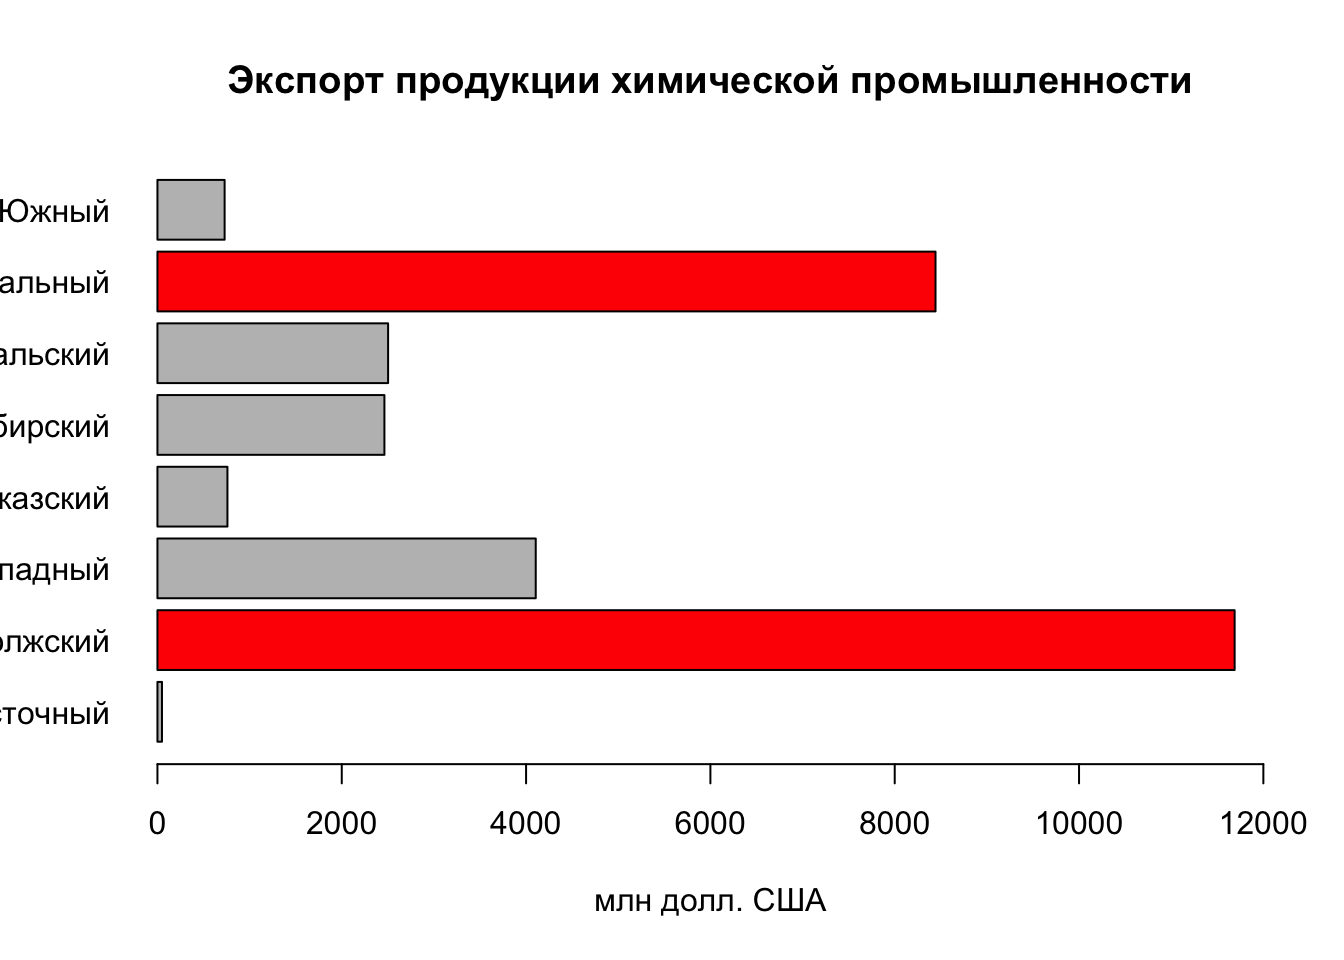 Экспорт продукции химической промышленности
Южный
альный
альский
бирский
казский
падный
олжский
сточный
0 2000 4000 6000 8000 10000 12000
млн долл. США